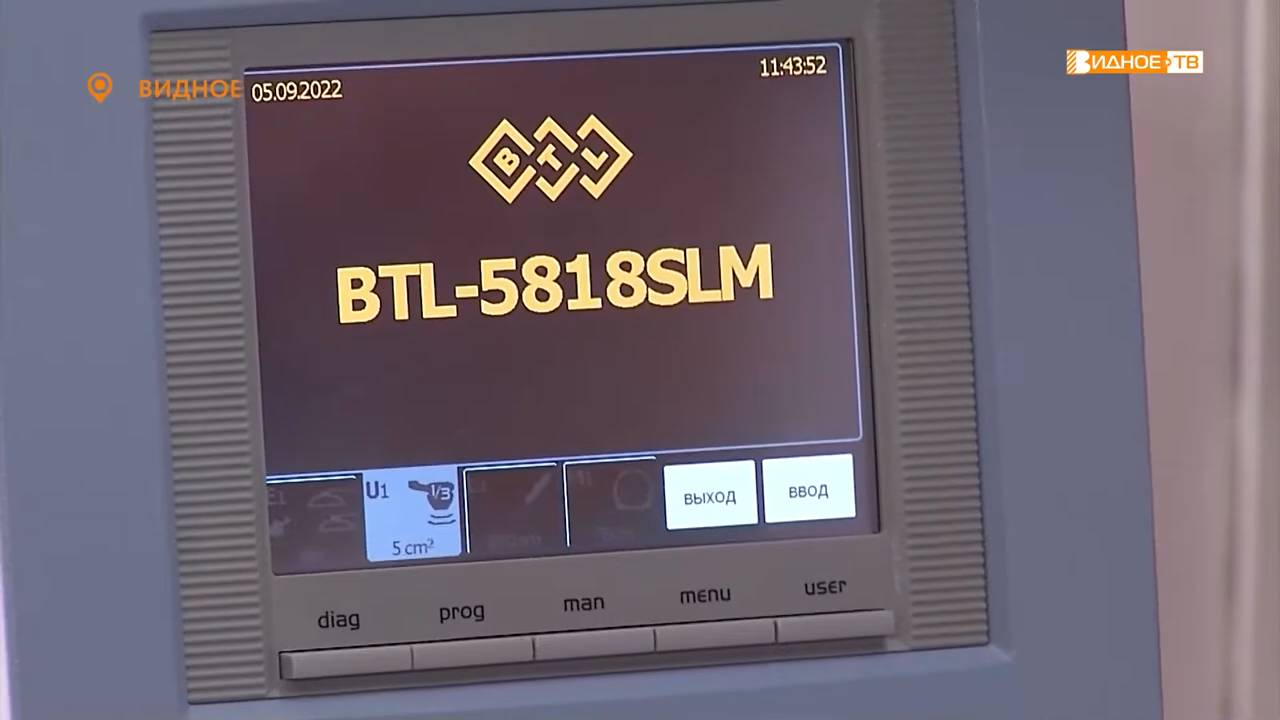 ВИДНОЕ
ВИДНОЕ ТВ
05.09.2022
11:43:52
BTL
BTL-5818SLM
U1
1/3
5 cm²
ВЫХОД
ВВОД
diag
prog
man
menu
user